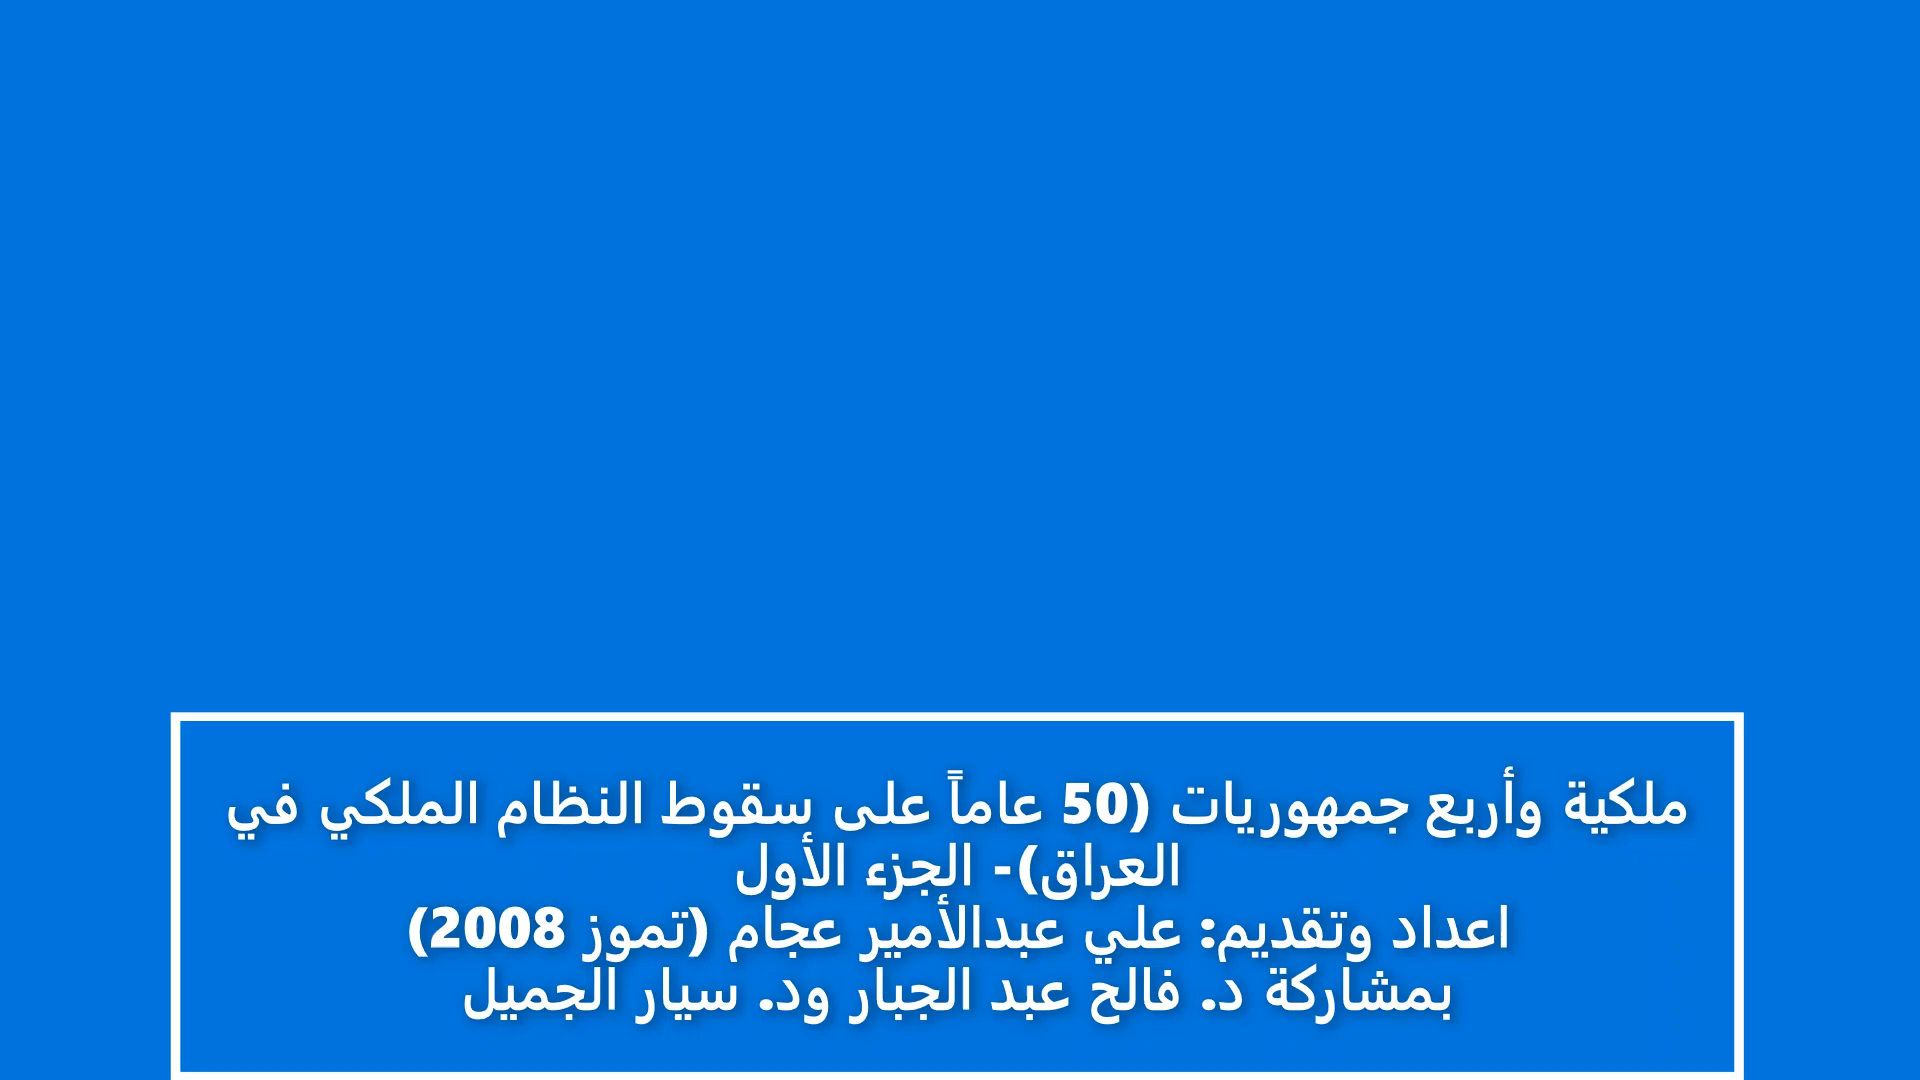 ملكية وأربع جمهوريات (50 عاماً على سقوط النظام الملكي في
العراق)- الجزء الأول
اعداد وتقديم: علي عبدالأمير عجام (تموز 2008)
بمشاركة د. فالح عبد الجبار ود. سيار الجميل